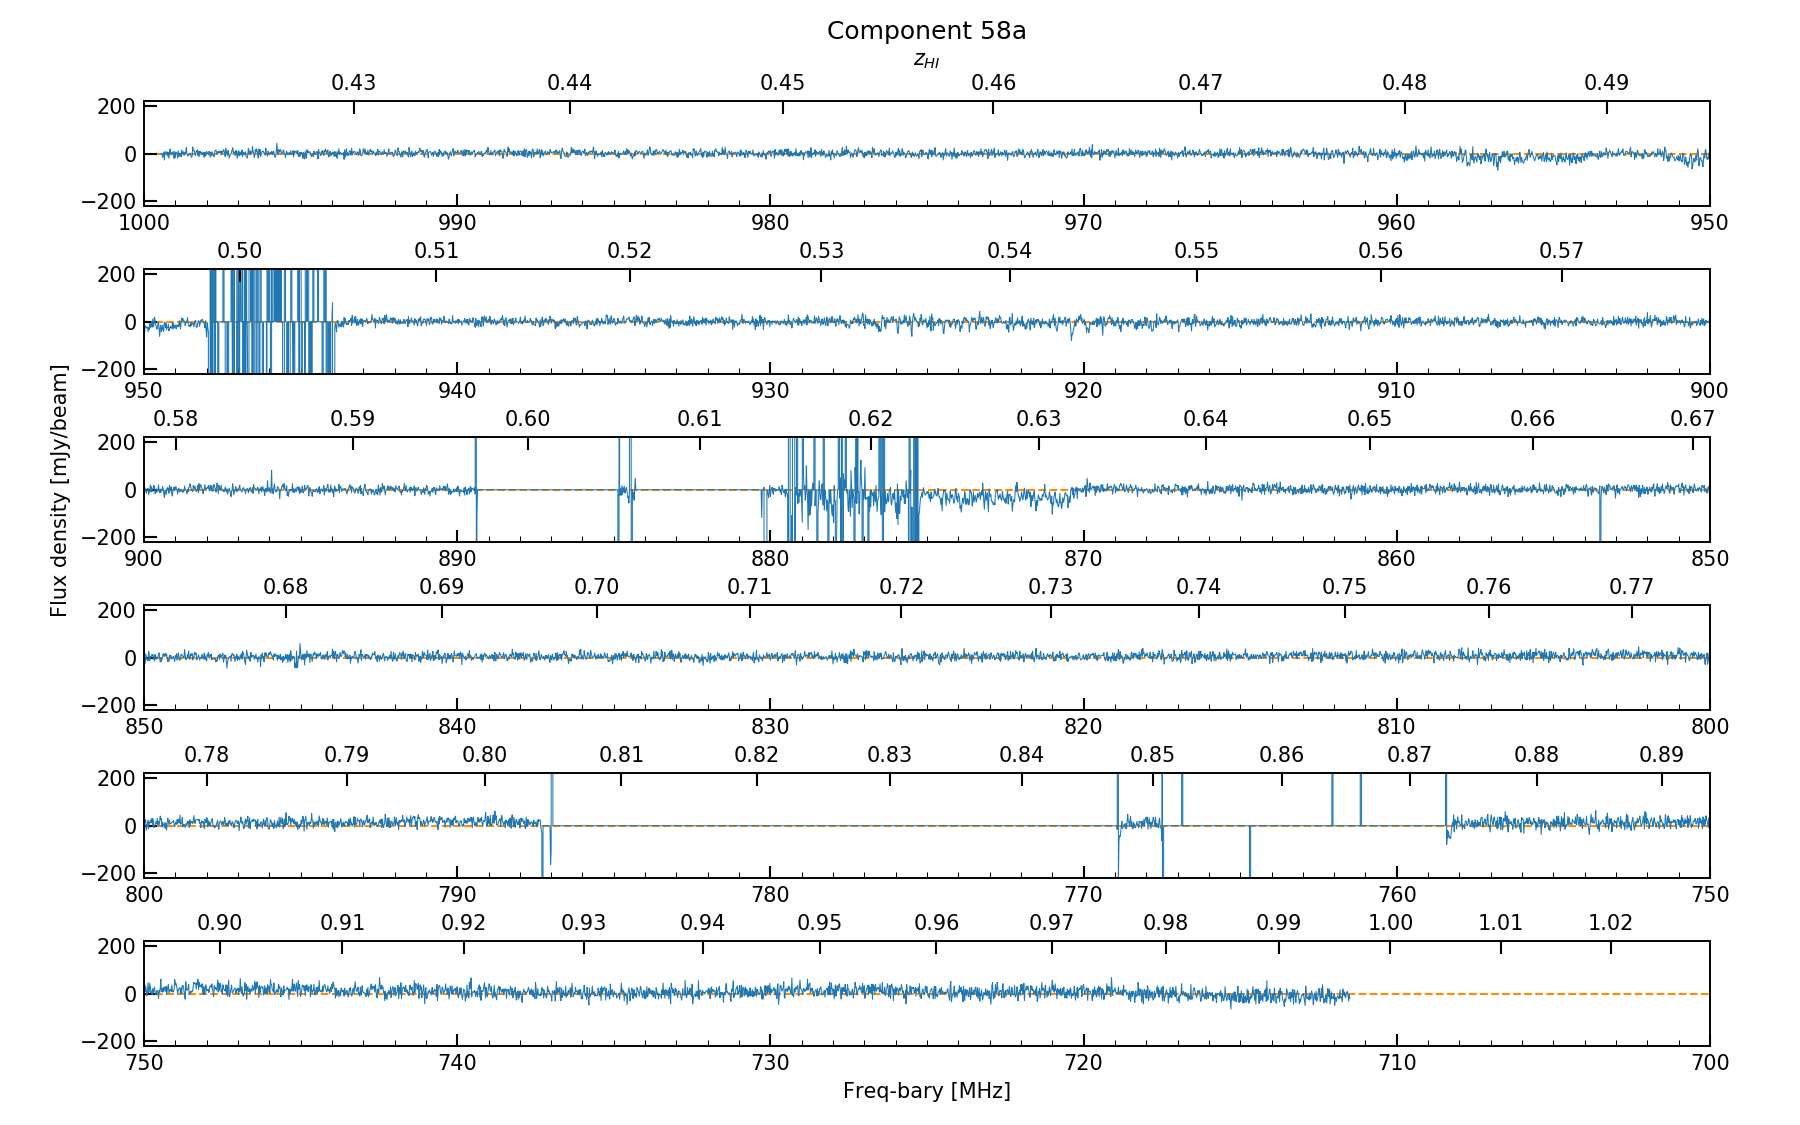 Component 58a
z_HI
0.43 0.44 0.45 0.46 0.47 0.48 0.49
200
0
−200
1000 990 980 970 960 950
0.50 0.51 0.52 0.53 0.54 0.55 0.56 0.57
200
0
−200
950 940 930 920 910 900
0.58 0.59 0.60 0.61 0.62 0.63 0.64 0.65 0.66 0.67
200
0
−200
900 890 880 870 860 850
Flux density [mJy/beam]
0.68 0.69 0.70 0.71 0.72 0.73 0.74 0.75 0.76 0.77
200
0
−200
850 840 830 820 810 800
0.78 0.79 0.80 0.81 0.82 0.83 0.84 0.85 0.86 0.87 0.88 0.89
200
0
−200
800 790 780 770 760 750
0.90 0.91 0.92 0.93 0.94 0.95 0.96 0.97 0.98 0.99 1.00 1.01 1.02
200
0
−200
750 740 730 720 710 700
Freq-bary [MHz]